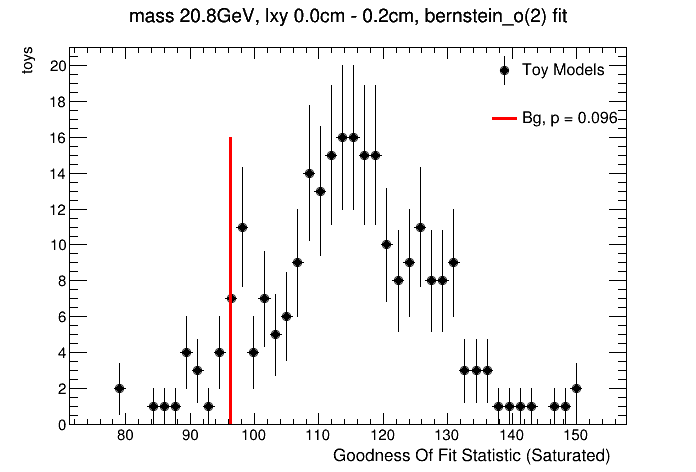 mass 20.8GeV, lxy 0.0cm - 0.2cm, bernstein_o(2) fit
toys
20
18
16
14
12
10
8
6
4
2
0
Toy Models
Bg, p = 0.096
80 90 100 110 120 130 140 150
Goodness Of Fit Statistic (Saturated)